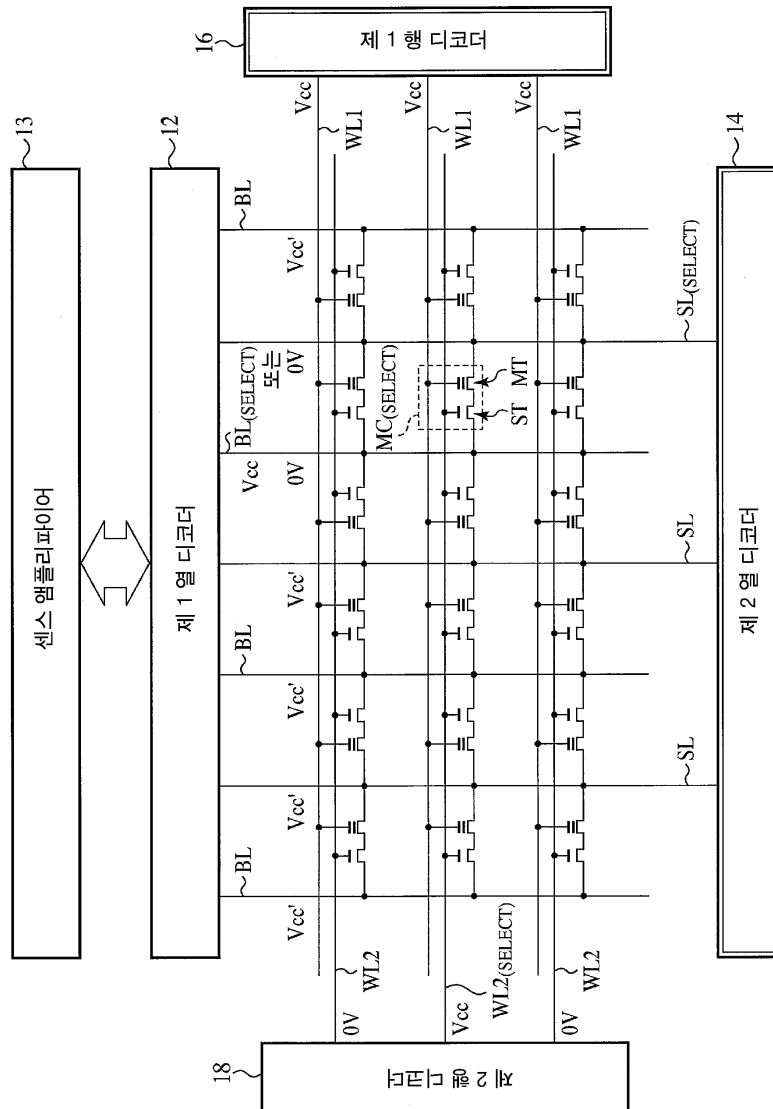 센스 앰플리파이어
13
제 1 열 디코더
12
제 1 행 디코더
16
제 2 열 디코더
14
제 2 행 디코더
18
BL
BL
BL(SELECT)
BL
Vcc'
Vcc'
Vcc'
Vcc'
Vcc
또는
0V
0V
Vcc'
Vcc
WL1
Vcc
WL1
Vcc
WL1
MC(SELECT)
ST
MT
SL
SL
SL(SELECT)
0V
WL2
Vcc
WL2(SELECT)
0V
WL2